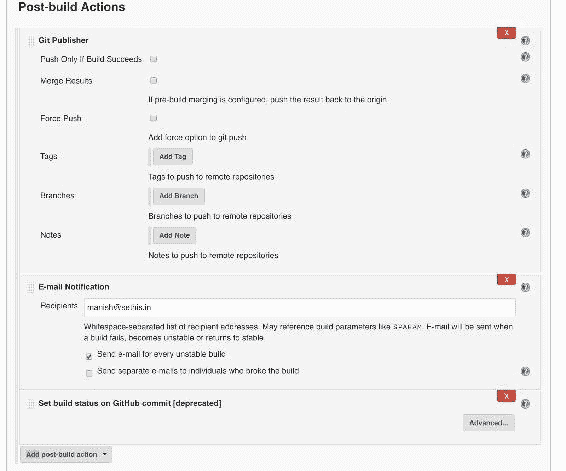 Post-build Actions
X
Git Publisher
Push Only If Build Succeeds
Merge Results
If pre-build merging is configured, push the result back to the origin
Force Push
Add force option to git push
Tags
Add Tag
Tags to push to remote repositories
Branches
Add Branch
Branches to push to remote repositories
Notes
Add Note
Notes to push to remote repositories
X
E-mail Notification
Recipients
manish@sethis.in
Whitespace-separated list of recipient addresses. May reference build parameters like $PARAM. E-mail will be sent when
a build fails, becomes unstable or returns to stable
Send e-mail for every unstable build
Send separate e-mails to individuals who broke the build
X
Set build status on GitHub commit [deprecated]
Advanced...
Add post-build action